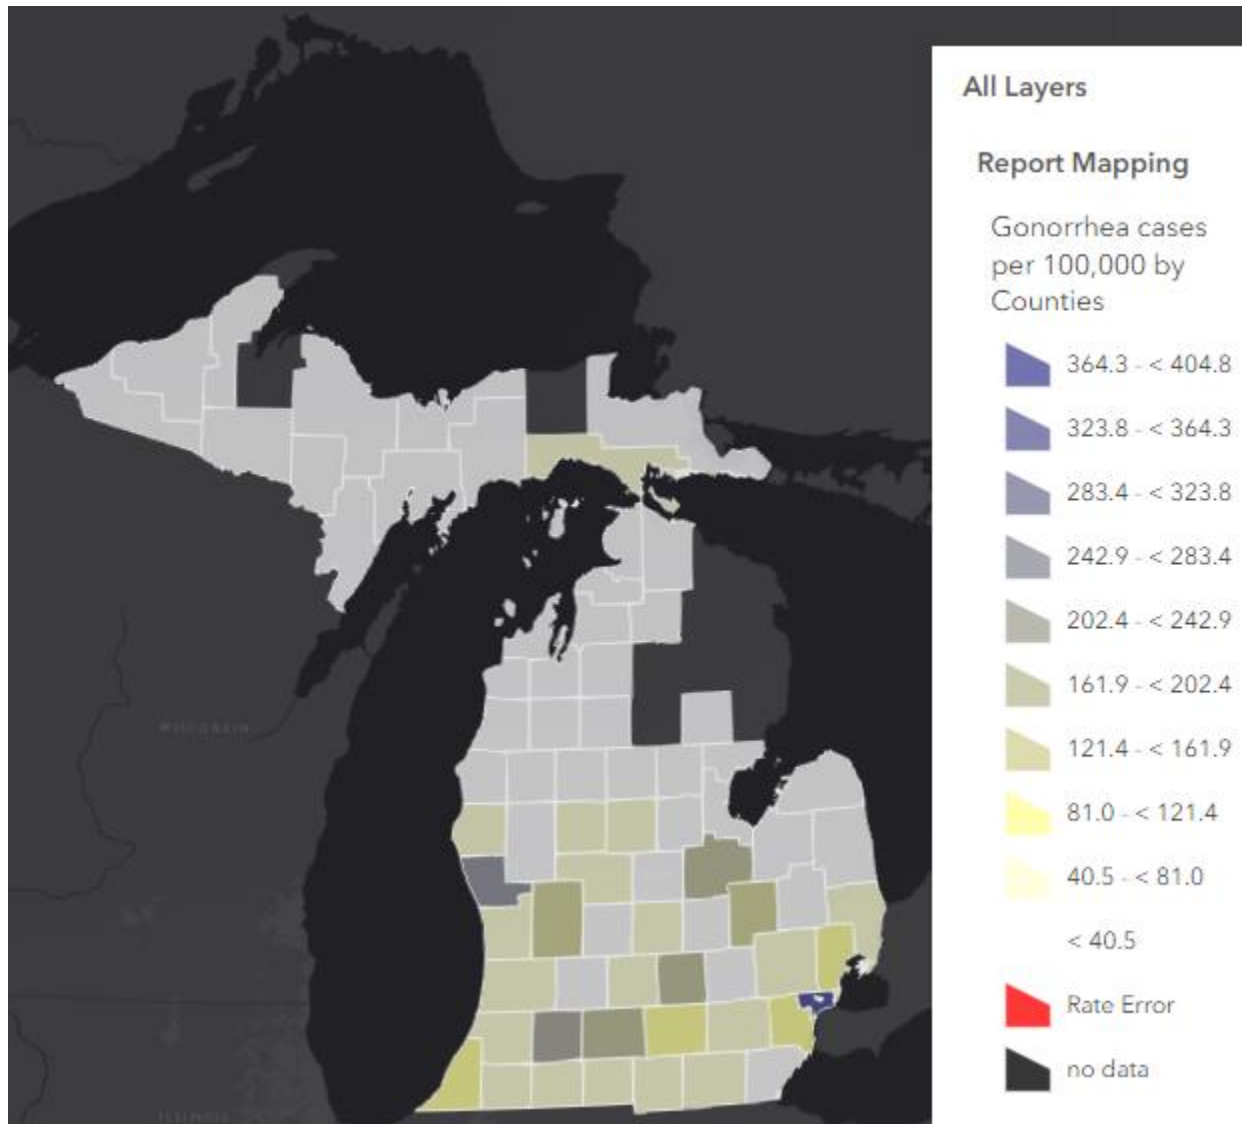 All Layers
Report Mapping
Gonorrhea cases
per 100,000 by
Counties
364.3 - < 404.8
323.8 - < 364.3
283.4 - < 323.8
242.9 - < 283.4
202.4 - < 242.9
161.9 - < 202.4
121.4 - < 161.9
81.0 - < 121.4
40.5 - < 81.0
< 40.5
Rate Error
no data
WISCONSIN
ILLINOIS